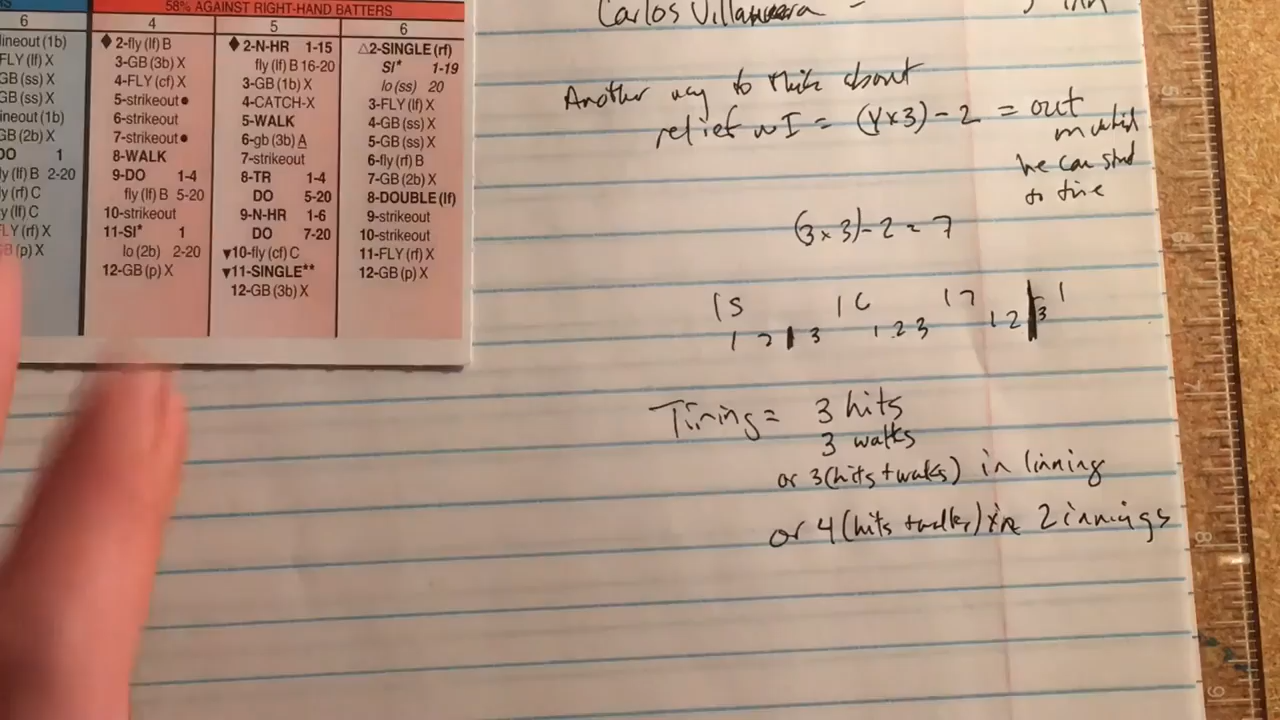 58% AGAINST RIGHT-HAND BATTERS
6
lineout (1b)
FLY (lf) X
GB (ss) X
GB (ss) X
lineout (1b)
GB (2b) X
DO 1
fly (lf) B 2-20
fly (rf) C
fly (lf) C
FLY (rf) X
GB (p) X
4
♦ 2-fly (lf) B
3-GB (3b) X
4-FLY (cf) X
5-strikeout●
6-strikeout
7-strikeout●
8-WALK
9-DO 1-4
fly (lf) B 5-20
10-strikeout
11-SI* 1
lo (2b) 2-20
12-GB (p) X
5
♦ 2-N-HR 1-15
fly (lf) B 16-20
3-GB (1b) X
4-CATCH-X
5-WALK
6-gb (3b) A
7-strikeout
8-TR 1-4
DO 5-20
9-N-HR 1-6
DO 7-20
▼10-fly (cf) C
▼11-SINGLE**
12-GB (3b) X
6
△2-SINGLE (rf)
SI* 1-19
lo (ss) 20
3-FLY (lf) X
4-GB (ss) X
5-GB (ss) X
6-fly (rf) B
7-GB (2b) X
8-DOUBLE (lf)
9-strikeout
10-strikeout
11-FLY (rf) X
12-GB (p) X
Carlos Villanueva -
Another way to think about
relief = (Yx3) - 2 = out
he can start
to tire
(3x3) - 2 = 7
15 16 17
1 2 3 1 2 3 1 2 3
Tiring = 3 hits
3 walks
or 3 (hits + walks) in 1 inning
or 4 (hits + walks) in 2 innings
5
6
7
8
9